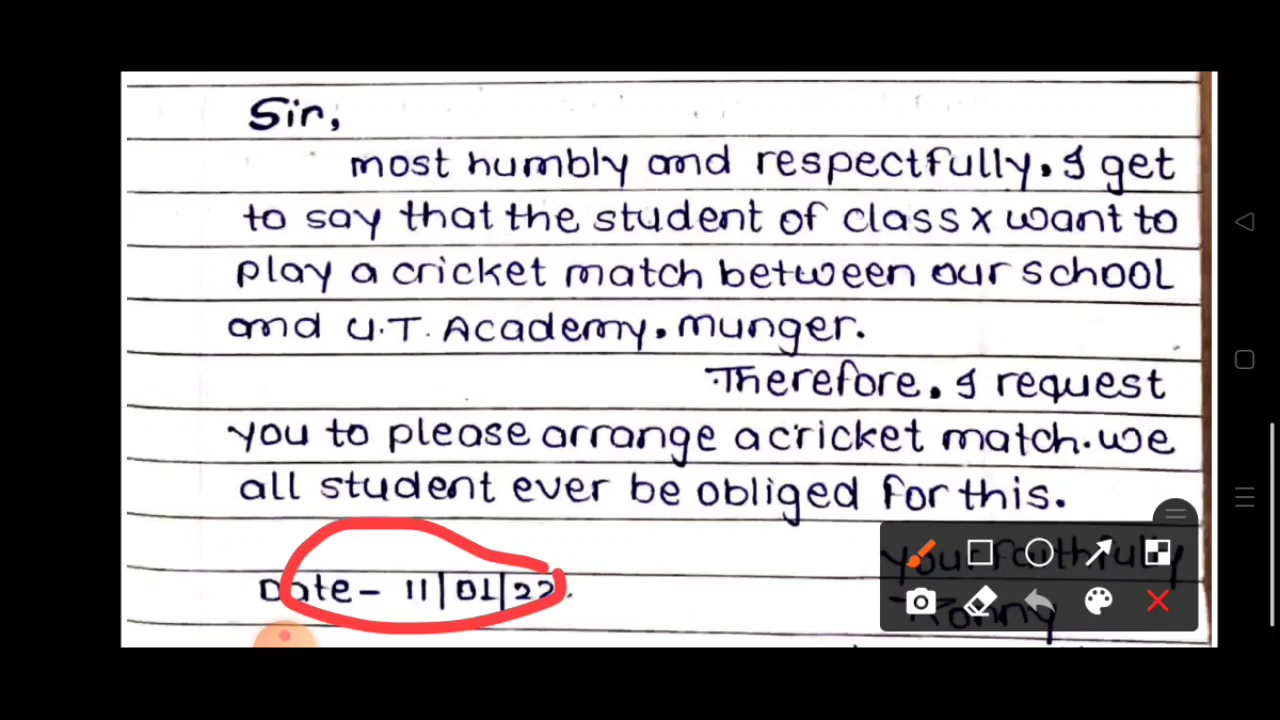 Sir,
most humbly and respectfully, I get
to say that the student of class x want to
play a cricket match between our school
and U.T. Academy, munger.
Therefore, I request
you to please arrange a cricket match. we
all student ever be obliged for this.
your faithfully
Date - 11/01/22.